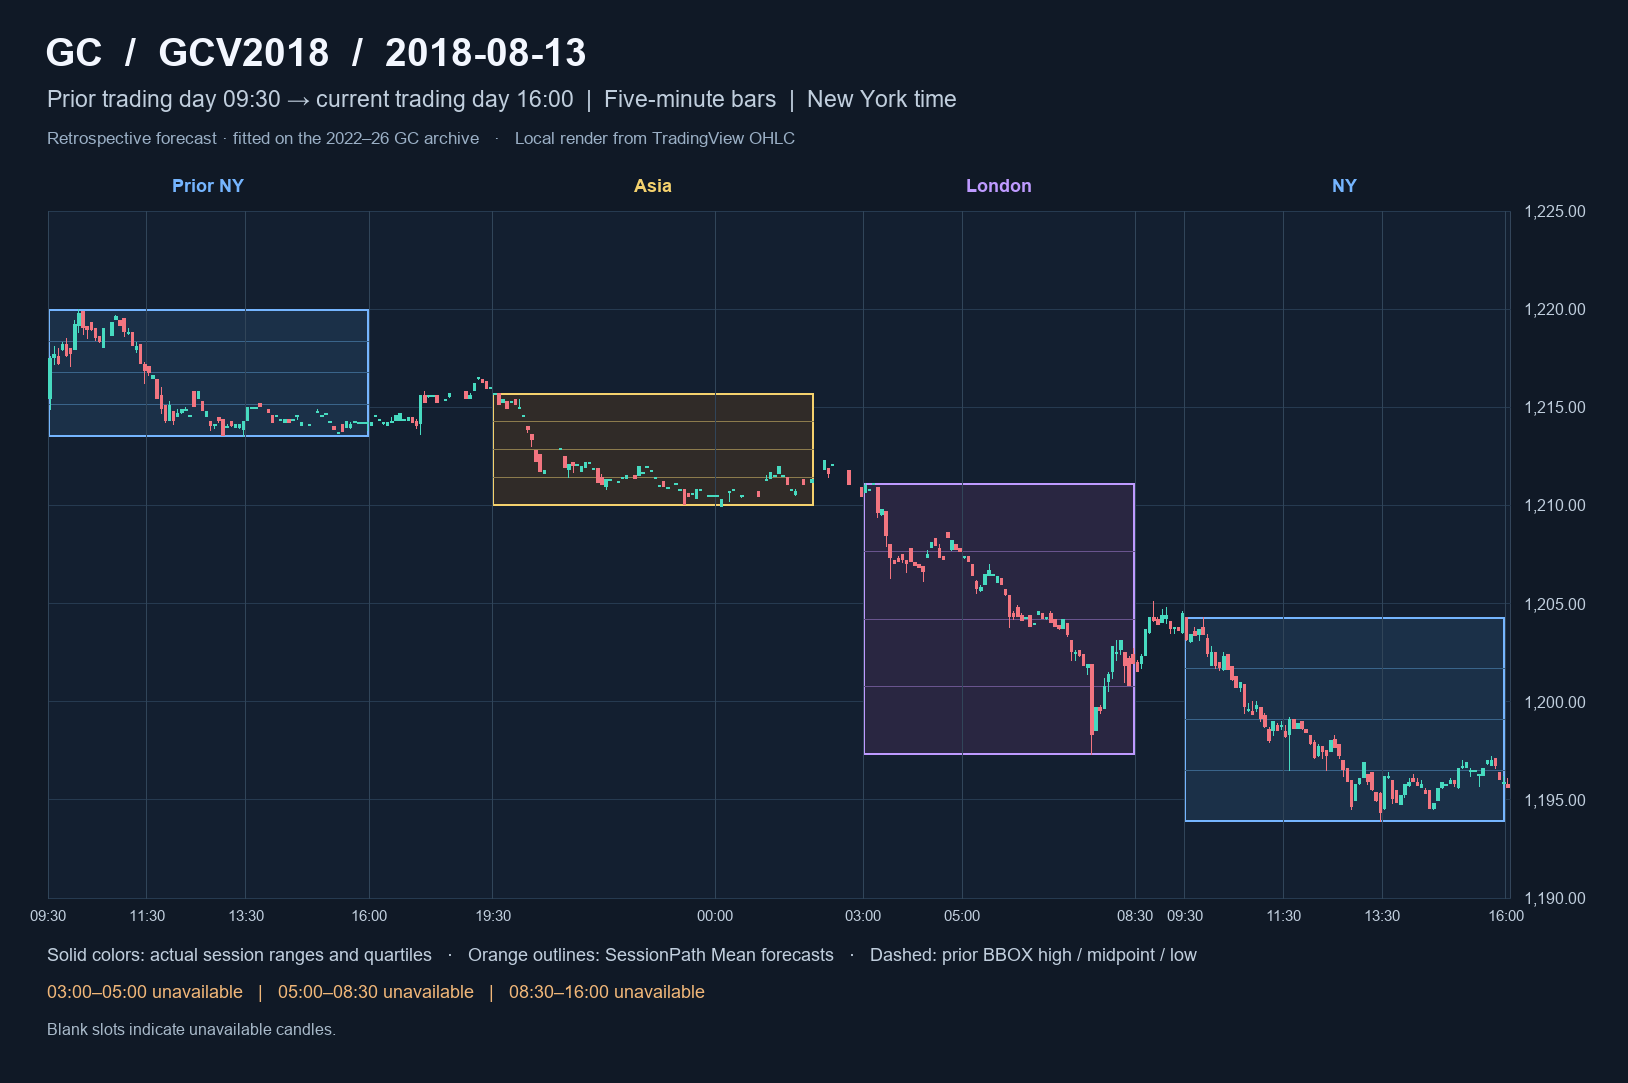 GC / GCV2018 / 2018-08-13
Prior trading day 09:30 → current trading day 16:00 | Five-minute bars | New York time
Retrospective forecast · fitted on the 2022–26 GC archive · Local render from TradingView OHLC
Prior NY Asia London NY
1,225.00
1,220.00
1,215.00
1,210.00
1,205.00
1,200.00
1,195.00
1,190.00
09:30 11:30 13:30 16:00 19:30 00:00 03:00 05:00 08:30 09:30 11:30 13:30 16:00
Solid colors: actual session ranges and quartiles · Orange outlines: SessionPath Mean forecasts · Dashed: prior BBOX high / midpoint / low
03:00–05:00 unavailable | 05:00–08:30 unavailable | 08:30–16:00 unavailable
Blank slots indicate unavailable candles.